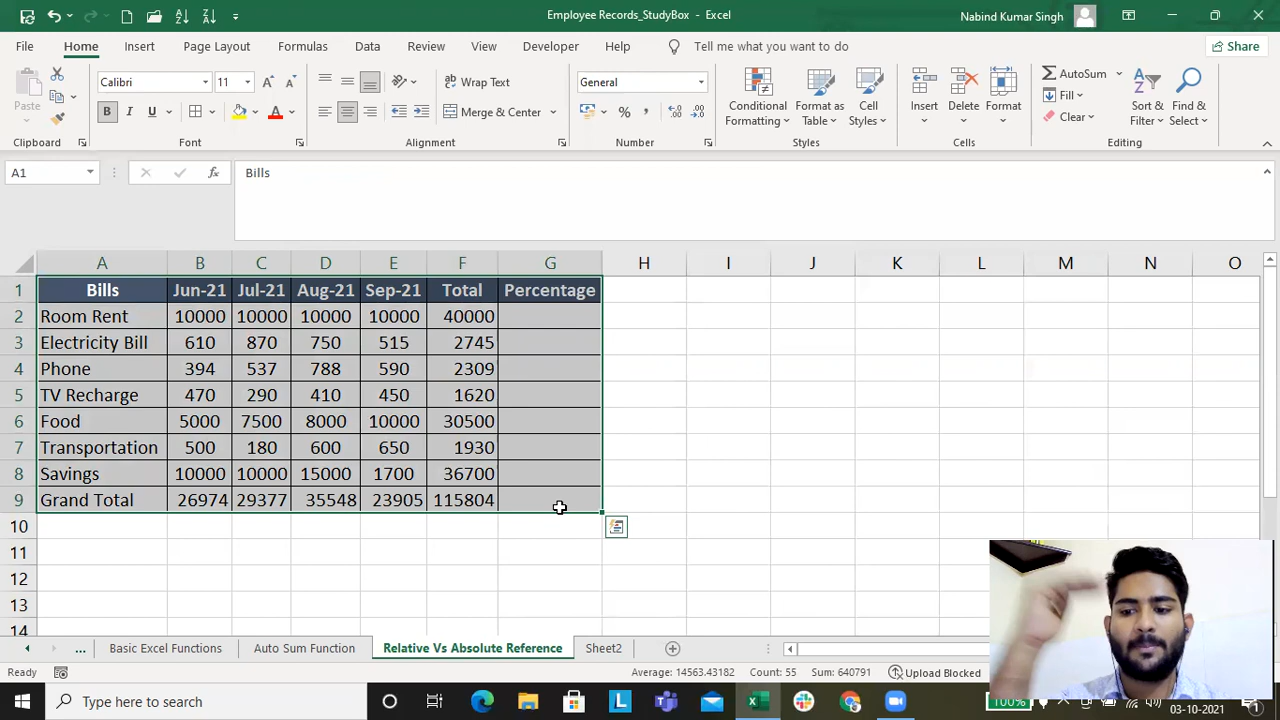 Employee Records_StudyBox - Excel
Nabind Kumar Singh
File Home Insert Page Layout Formulas Data Review View Developer Help Tell me what you want to do Share
Paste
Calibri 11
Wrap Text
General
Conditional Formatting
Format as Table
Cell Styles
Insert
Delete
Format
AutoSum
Fill
Clear
Sort & Filter
Find & Select
B I U
Merge & Center
Clipboard Font Alignment Number Styles Cells Editing
A1 fx Bills
A B C D E F G H I J K L M N O
1 Bills Jun-21 Jul-21 Aug-21 Sep-21 Total Percentage
2 Room Rent 10000 10000 10000 10000 40000
3 Electricity Bill 610 870 750 515 2745
4 Phone 394 537 788 590 2309
5 TV Recharge 470 290 410 450 1620
6 Food 5000 7500 8000 10000 30500
7 Transportation 500 180 600 650 1930
8 Savings 10000 10000 15000 1700 36700
9 Grand Total 26974 29377 35548 23905 115804
10
11
12
13
14
... Basic Excel Functions Auto Sum Function Relative Vs Absolute Reference Sheet2
Ready Average: 14563.43182 Count: 55 Sum: 640791 Upload Blocked 100%
Type here to search
03-10-2021